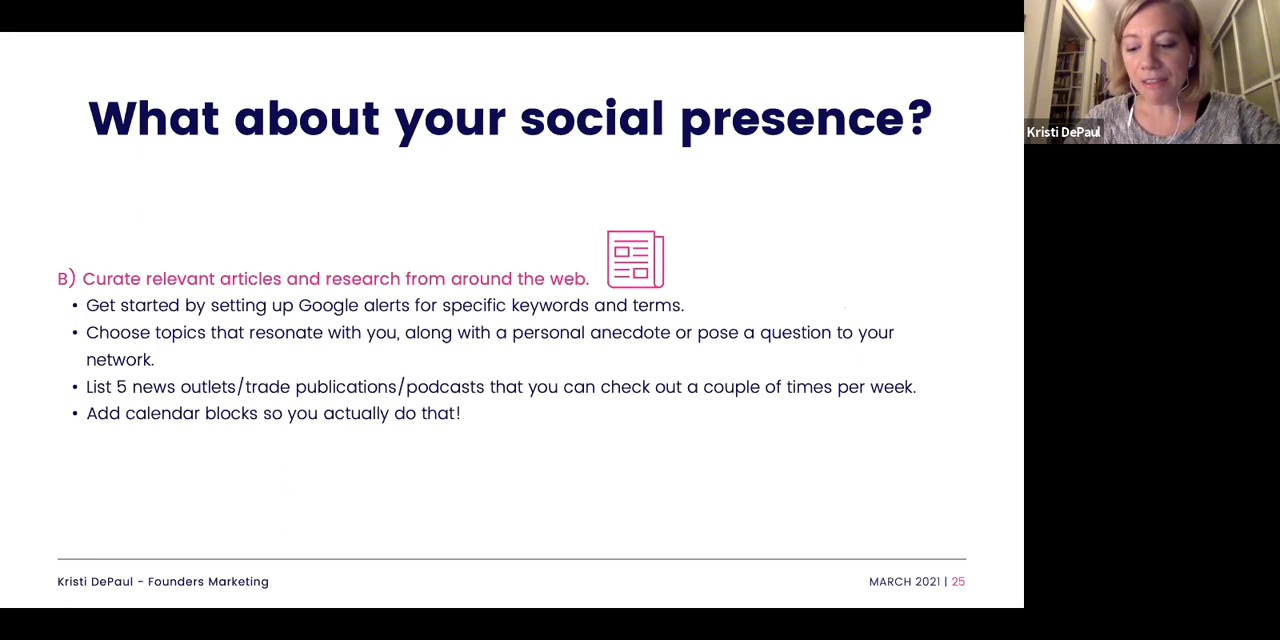 What about your social presence?
Kristi DePaul
B) Curate relevant articles and research from around the web.
• Get started by setting up Google alerts for specific keywords and terms.
• Choose topics that resonate with you, along with a personal anecdote or pose a question to your
network.
• List 5 news outlets/trade publications/podcasts that you can check out a couple of times per week.
• Add calendar blocks so you actually do that!
Kristi DePaul - Founders Marketing
MARCH 2021 | 25